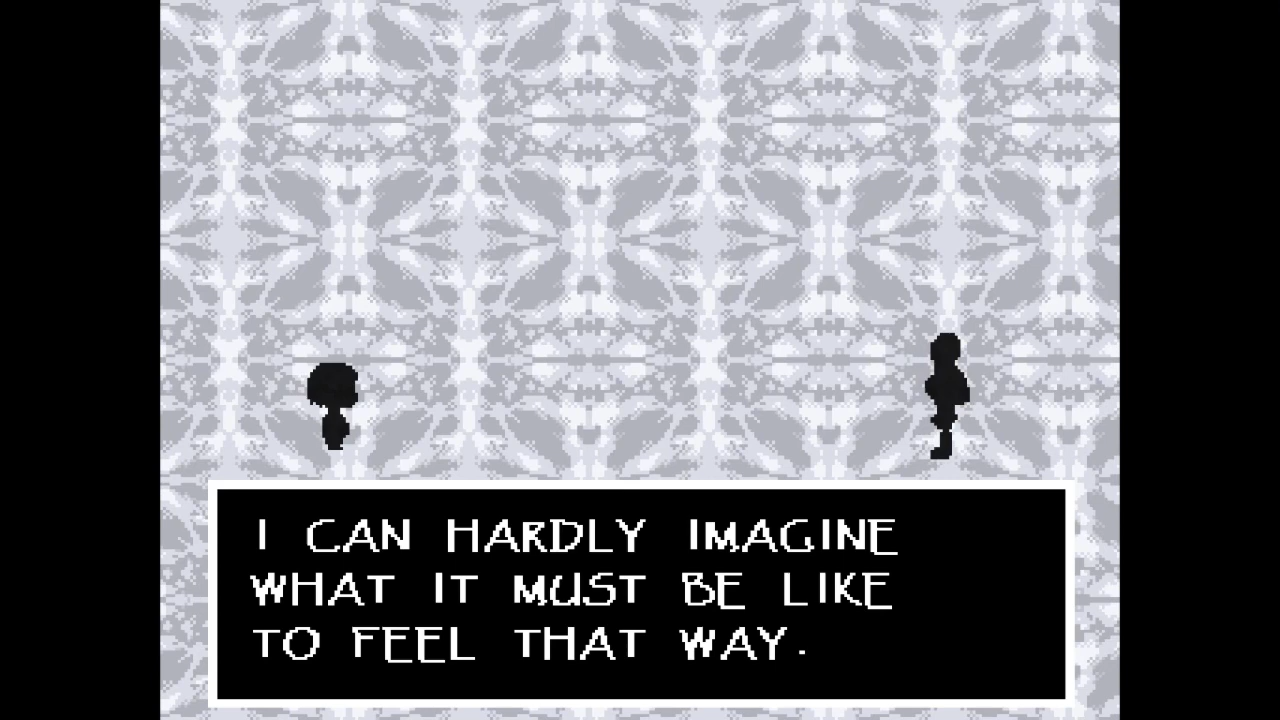 I CAN HARDLY IMAGINE
WHAT IT MUST BE LIKE
TO FEEL THAT WAY.